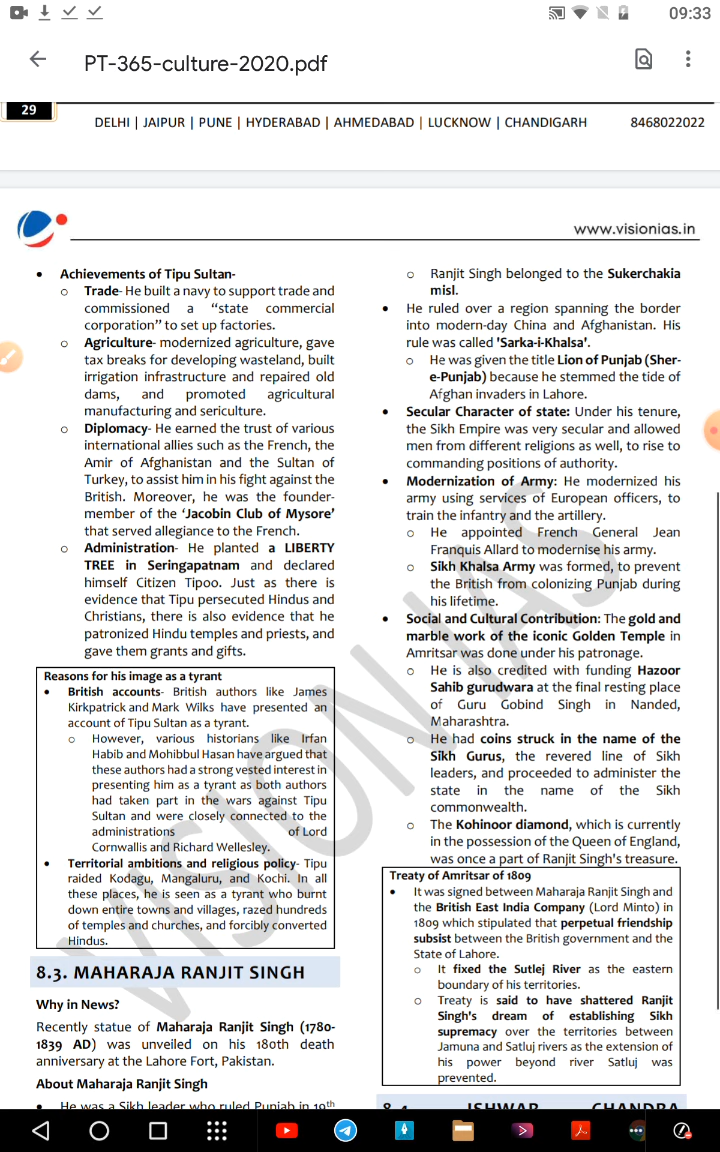 09:33
PT-365-culture-2020.pdf
29
DELHI | JAIPUR | PUNE | HYDERABAD | AHMEDABAD | LUCKNOW | CHANDIGARH 8468022022
www.visionias.in
• Achievements of Tipu Sultan-
o Trade- He built a navy to support trade and
commissioned a “state commercial
corporation” to set up factories.
o Agriculture- modernized agriculture, gave
tax breaks for developing wasteland, built
irrigation infrastructure and repaired old
dams, and promoted agricultural
manufacturing and sericulture.
o Diplomacy- He earned the trust of various
international allies such as the French, the
Amir of Afghanistan and the Sultan of
Turkey, to assist him in his fight against the
British. Moreover, he was the founder-
member of the ‘Jacobin Club of Mysore’
that served allegiance to the French.
o Administration- He planted a LIBERTY
TREE in Seringapatnam and declared
himself Citizen Tipoo. Just as there is
evidence that Tipu persecuted Hindus and
Christians, there is also evidence that he
patronized Hindu temples and priests, and
gave them grants and gifts.
Reasons for his image as a tyrant
• British accounts- British authors like James
Kirkpatrick and Mark Wilks have presented an
account of Tipu Sultan as a tyrant.
o However, various historians like Irfan
Habib and Mohibbul Hasan have argued that
these authors had a strong vested interest in
presenting him as a tyrant as both authors
had taken part in the wars against Tipu
Sultan and were closely connected to the
administrations of Lord
Cornwallis and Richard Wellesley.
• Territorial ambitions and religious policy- Tipu
raided Kodagu, Mangaluru, and Kochi. In all
these places, he is seen as a tyrant who burnt
down entire towns and villages, razed hundreds
of temples and churches, and forcibly converted
Hindus.
8.3. MAHARAJA RANJIT SINGH
Why in News?
Recently statue of Maharaja Ranjit Singh (1780-
1839 AD) was unveiled on his 180th death
anniversary at the Lahore Fort, Pakistan.
About Maharaja Ranjit Singh
• He was a Sikh leader who ruled Punjab in 19th
o Ranjit Singh belonged to the Sukerchakia
misl.
• He ruled over a region spanning the border
into modern-day China and Afghanistan. His
rule was called 'Sarka-i-Khalsa'.
o He was given the title Lion of Punjab (Sher-
e-Punjab) because he stemmed the tide of
Afghan invaders in Lahore.
• Secular Character of state: Under his tenure,
the Sikh Empire was very secular and allowed
men from different religions as well, to rise to
commanding positions of authority.
• Modernization of Army: He modernized his
army using services of European officers, to
train the infantry and the artillery.
o He appointed French General Jean
Franquis Allard to modernise his army.
o Sikh Khalsa Army was formed, to prevent
the British from colonizing Punjab during
his lifetime.
• Social and Cultural Contribution: The gold and
marble work of the iconic Golden Temple in
Amritsar was done under his patronage.
o He is also credited with funding Hazoor
Sahib gurudwara at the final resting place
of Guru Gobind Singh in Nanded,
Maharashtra.
o He had coins struck in the name of the
Sikh Gurus, the revered line of Sikh
leaders, and proceeded to administer the
state in the name of the Sikh
commonwealth.
o The Kohinoor diamond, which is currently
in the possession of the Queen of England,
was once a part of Ranjit Singh's treasure.
Treaty of Amritsar of 1809
• It was signed between Maharaja Ranjit Singh and
the British East India Company (Lord Minto) in
1809 which stipulated that perpetual friendship
subsist between the British government and the
State of Lahore.
o It fixed the Sutlej River as the eastern
boundary of his territories.
o Treaty is said to have shattered Ranjit
Singh's dream of establishing Sikh
supremacy over the territories between
Jamuna and Satluj rivers as the extension of
his power beyond river Satluj was
prevented.
8.4. ISHWAR CHANDRA
VISION IAS